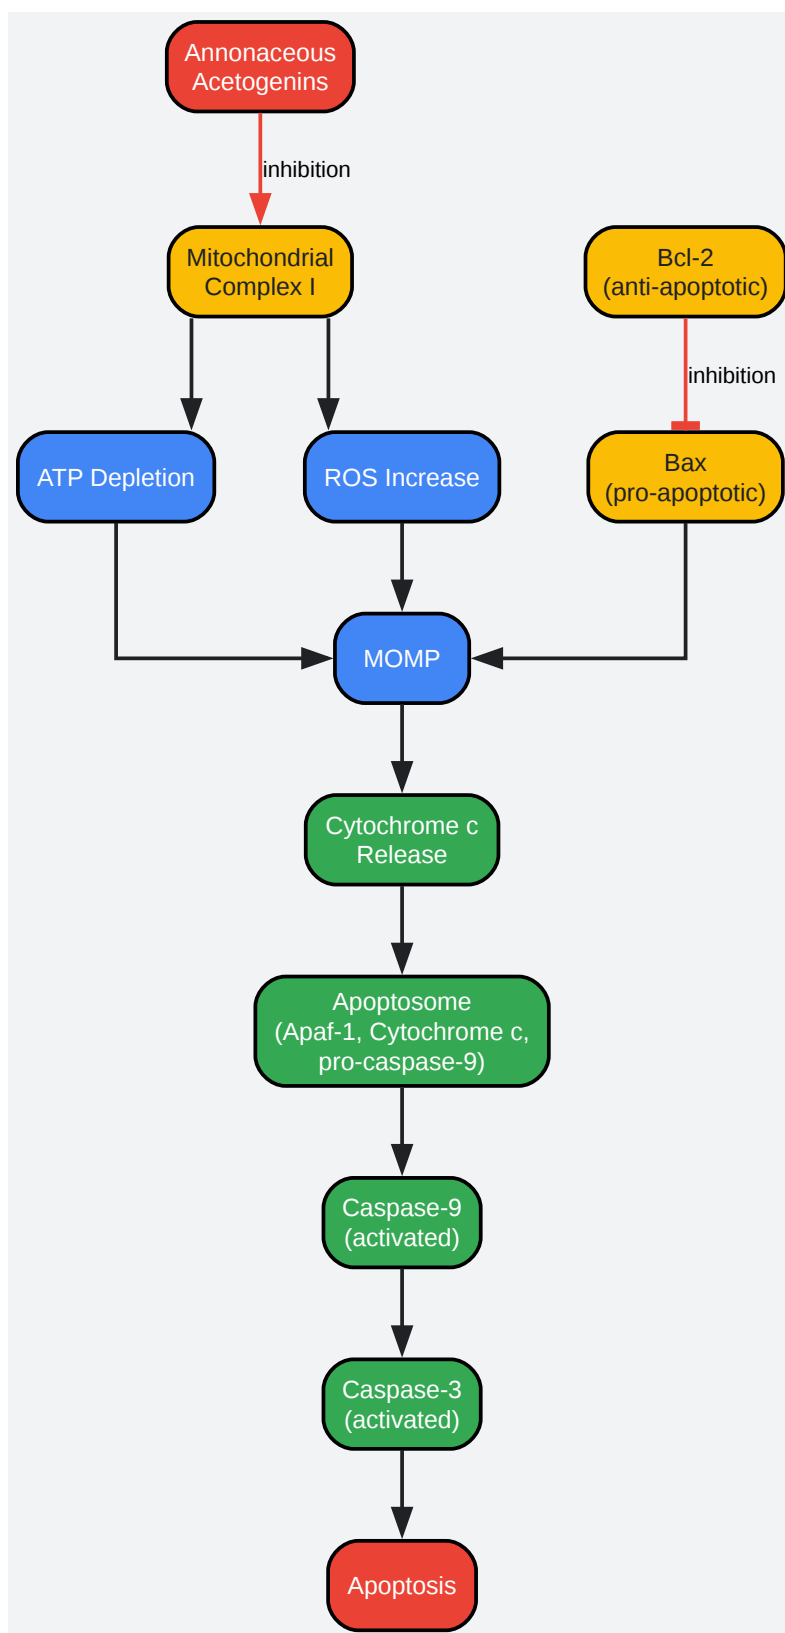 Annonaceous
Acetogenins
inhibition
Mitochondrial
Complex I
Bcl-2
(anti-apoptotic)
inhibition
ATP Depletion
ROS Increase
Bax
(pro-apoptotic)
MOMP
Cytochrome c
Release
Apoptosome
(Apaf-1, Cytochrome c,
pro-caspase-9)
Caspase-9
(activated)
Caspase-3
(activated)
Apoptosis